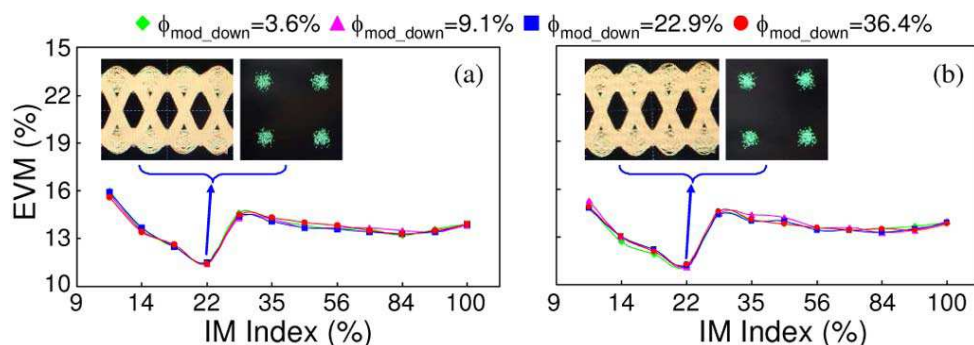 ϕmod_down=3.6% ϕmod_down=9.1% ϕmod_down=22.9% ϕmod_down=36.4%
15
22
19
16
13
10
EVM (%)
(a)
9 14 22 35 56 84 100
IM Index (%)
(b)
9 14 22 35 56 84 100
IM Index (%)